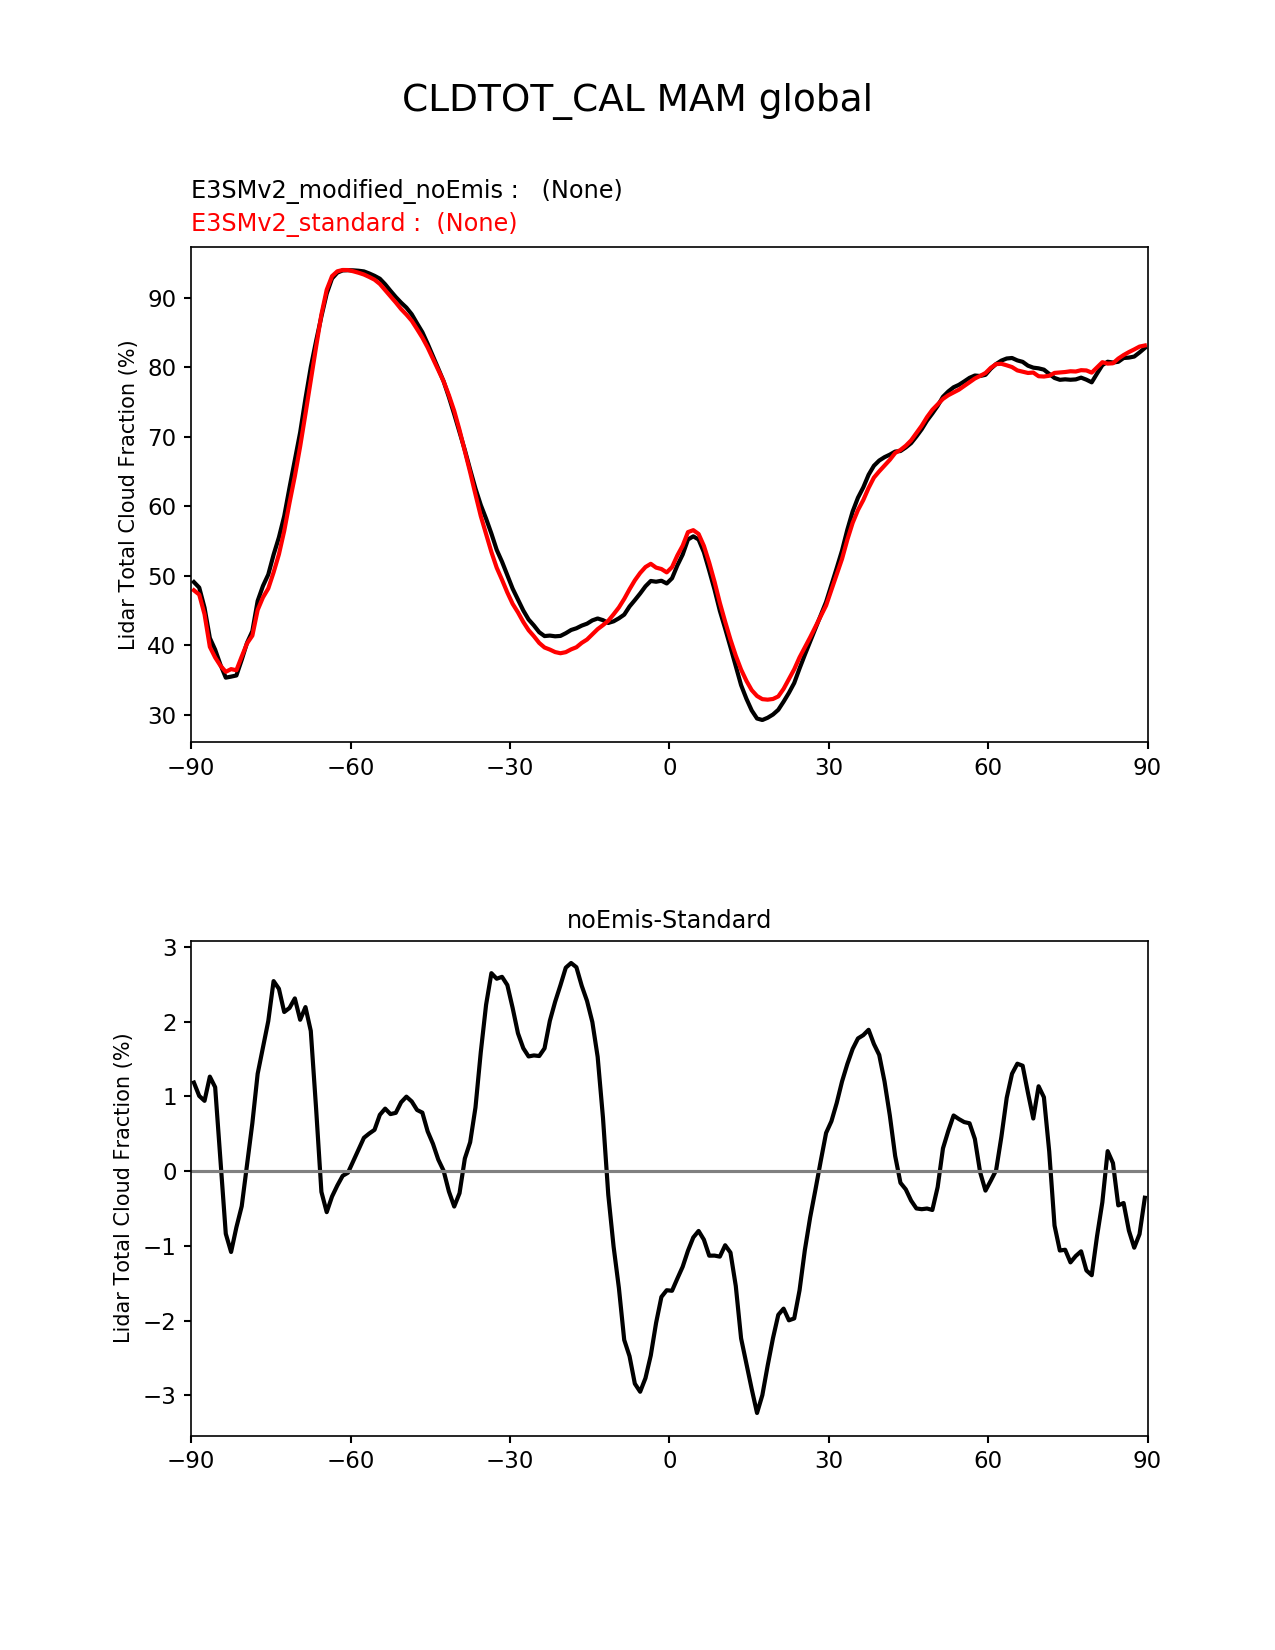 CLDTOT_CAL MAM global
E3SMv2_modified_noEmis :   (None)
E3SMv2_standard :  (None)
Lidar Total Cloud Fraction (%)
90
80
70
60
50
40
30
−90 −60 −30 0 30 60 90
noEmis-Standard
Lidar Total Cloud Fraction (%)
3
2
1
0
−1
−2
−3
−90 −60 −30 0 30 60 90